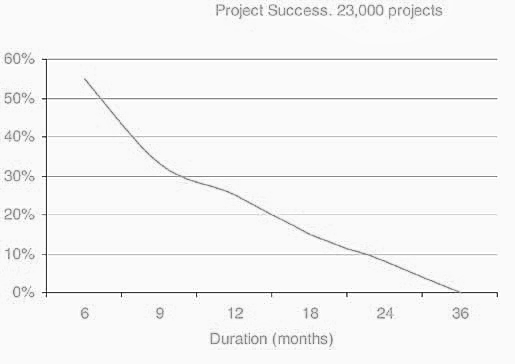 Project Success. 23,000 projects
60%
50%
40%
30%
20%
10%
0%
6 9 12 18 24 36
Duration (months)